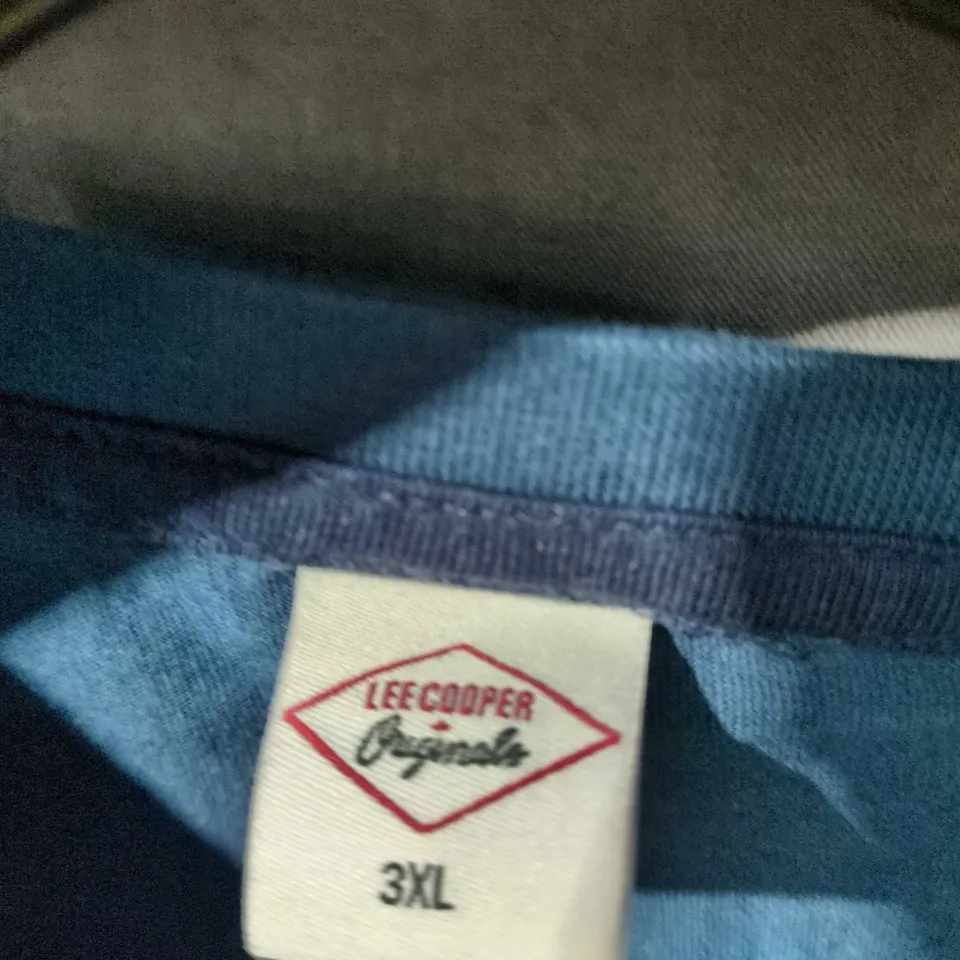 LEE COOPER
Originals
3XL